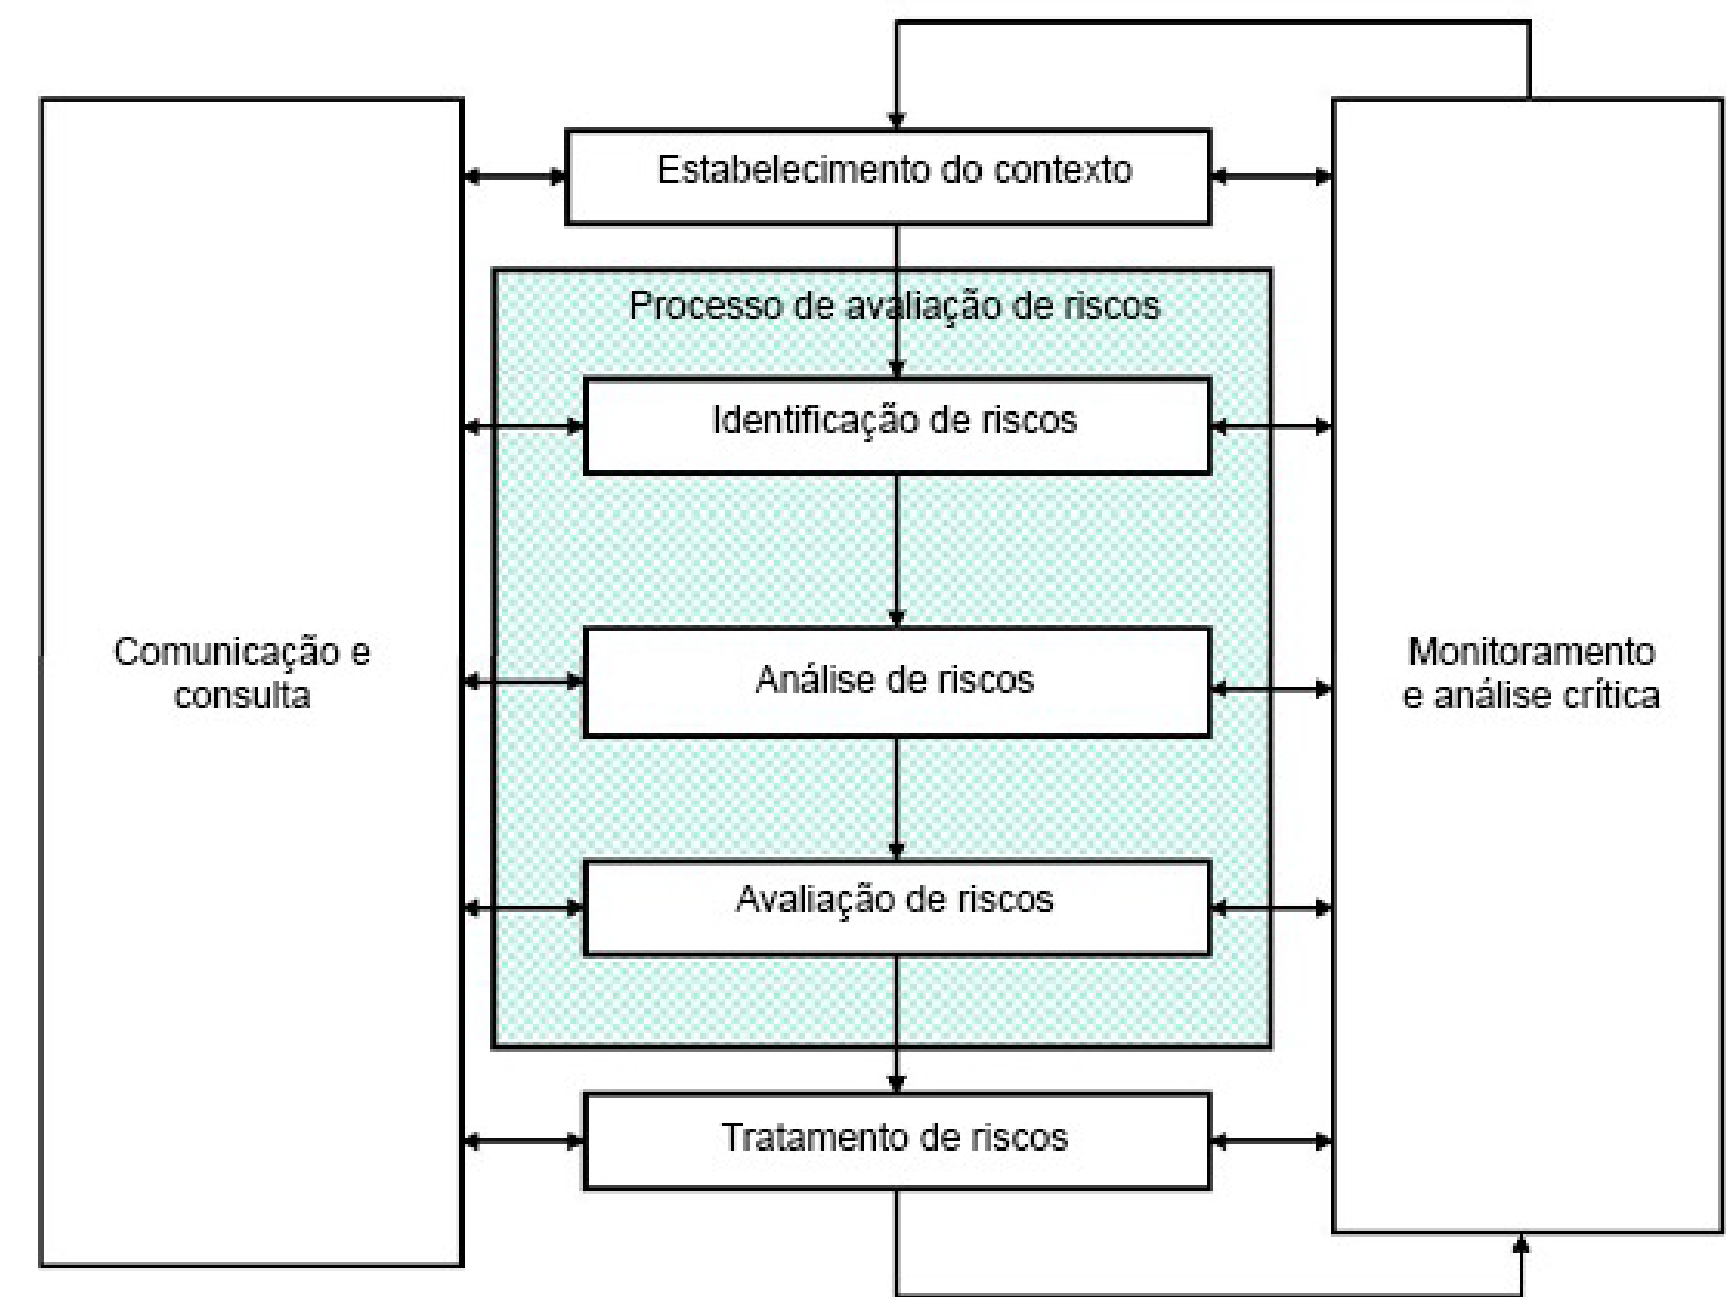 Estabelecimento do contexto
Processo de avaliação de riscos
Identificação de riscos
Comunicação e
consulta
Análise de riscos
Monitoramento
e análise crítica
Avaliação de riscos
Tratamento de riscos